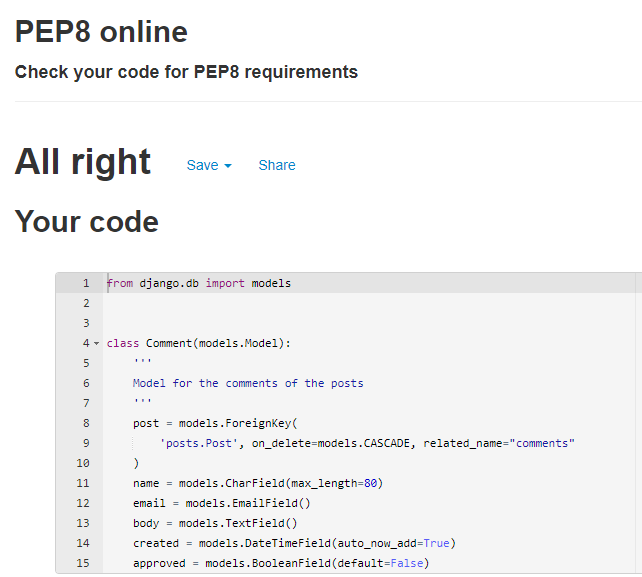 PEP8 online
Check your code for PEP8 requirements
All right Save Share
Your code
1 from django.db import models
2
3
4 class Comment(models.Model):
5     '''
6     Model for the comments of the posts
7     '''
8     post = models.ForeignKey(
9         'posts.Post', on_delete=models.CASCADE, related_name="comments"
10     )
11     name = models.CharField(max_length=80)
12     email = models.EmailField()
13     body = models.TextField()
14     created = models.DateTimeField(auto_now_add=True)
15     approved = models.BooleanField(default=False)